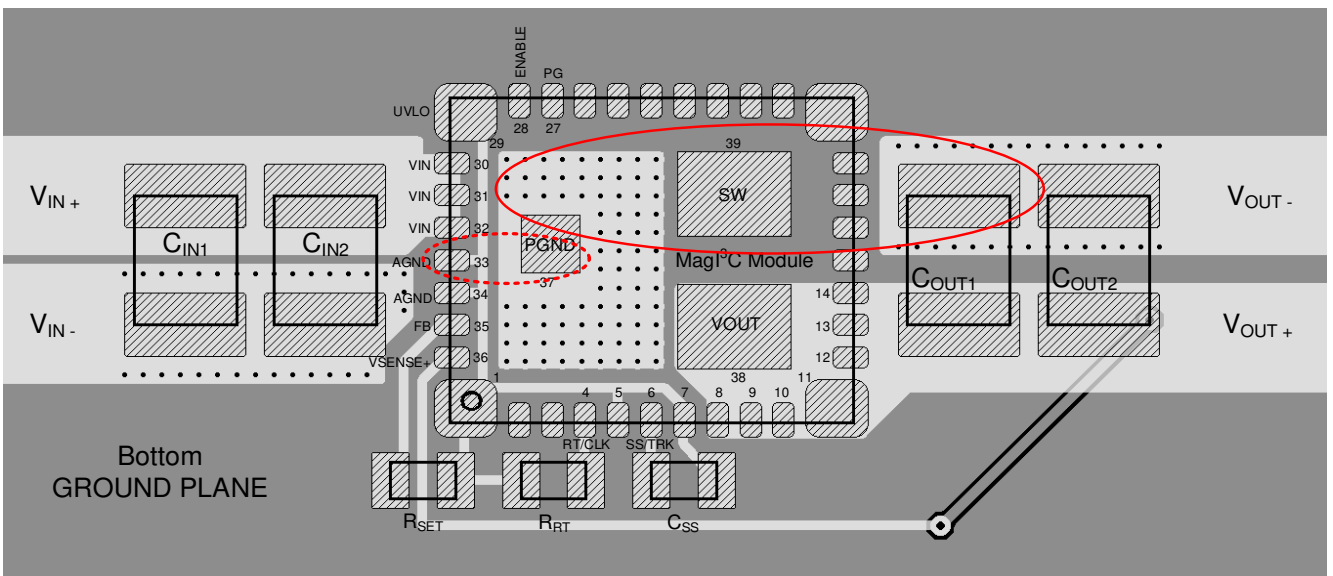 ENABLE
PG
UVLO
28
27
29
39
VIN
30
VIN
31
VIN
32
AGND
33
AGND
34
FB
35
VSENSE+
36
SW
PGND
37
MagI³C Module
VOUT
38
14
13
12
11
1
4
5
6
7
8
9
10
VIN +
VIN -
CIN1
CIN2
COUT1
COUT2
VOUT -
VOUT +
RT/CLK
SS/TRK
Bottom
GROUND PLANE
RSET
RRT
CSS